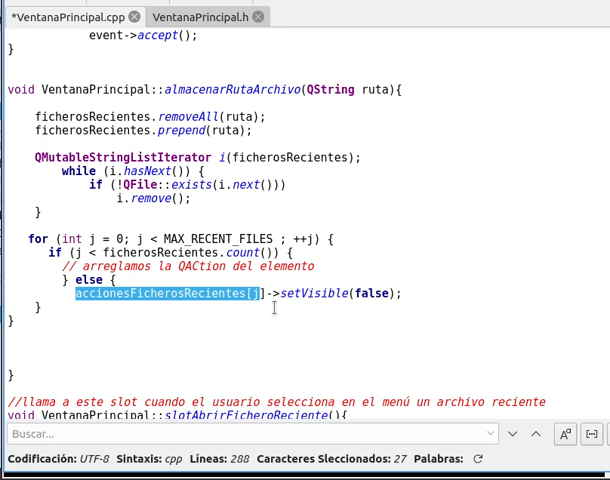 *VentanaPrincipal.cpp
VentanaPrincipal.h
event->accept();
}
void VentanaPrincipal::almacenarRutaArchivo(QString ruta){
ficherosRecientes.removeAll(ruta);
ficherosRecientes.prepend(ruta);
QMutableStringListIterator i(ficherosRecientes);
while (i.hasNext()) {
if (!QFile::exists(i.next()))
i.remove();
}
for (int j = 0; j < MAX_RECENT_FILES ; ++j) {
if (j < ficherosRecientes.count()) {
// arreglamos la QACtion del elemento
} else {
accionesFicherosRecientes[j]->setVisible(false);
}
}
}
//llama a este slot cuando el usuario selecciona en el menú un archivo reciente
void VentanaPrincipal::slotAbrirFicheroReciente(){
Buscar...
Codificación: UTF-8 Sintaxis: cpp Líneas: 288 Caracteres Sleccionados: 27 Palabras: